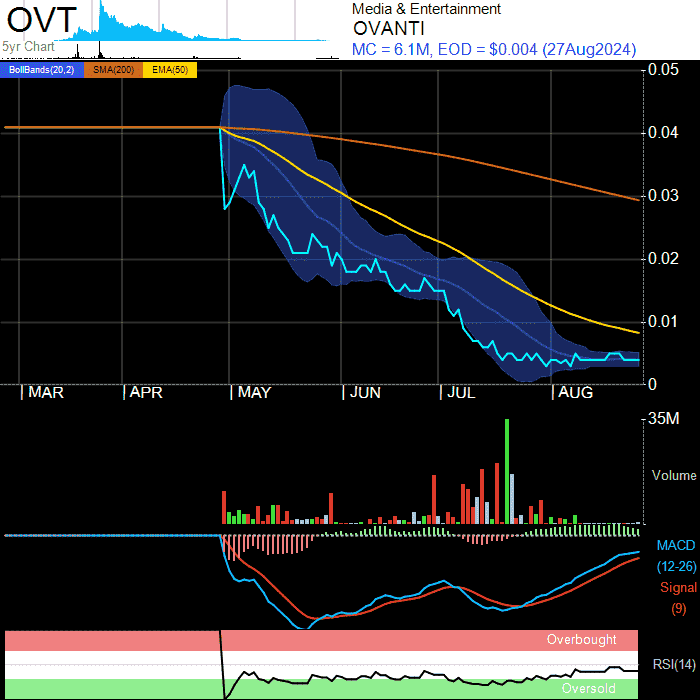 OVT
5yr Chart
Media & Entertainment
OVANTI
MC = 6.1M, EOD = $0.004 (27Aug2024)
BollBands(20,2) SMA(200) EMA(50)
0.05
0.04
0.03
0.02
0.01
0
MAR APR MAY JUN JUL AUG
35M
Volume
MACD
(12-26)
Signal
(9)
Overbought
RSI(14)
Oversold